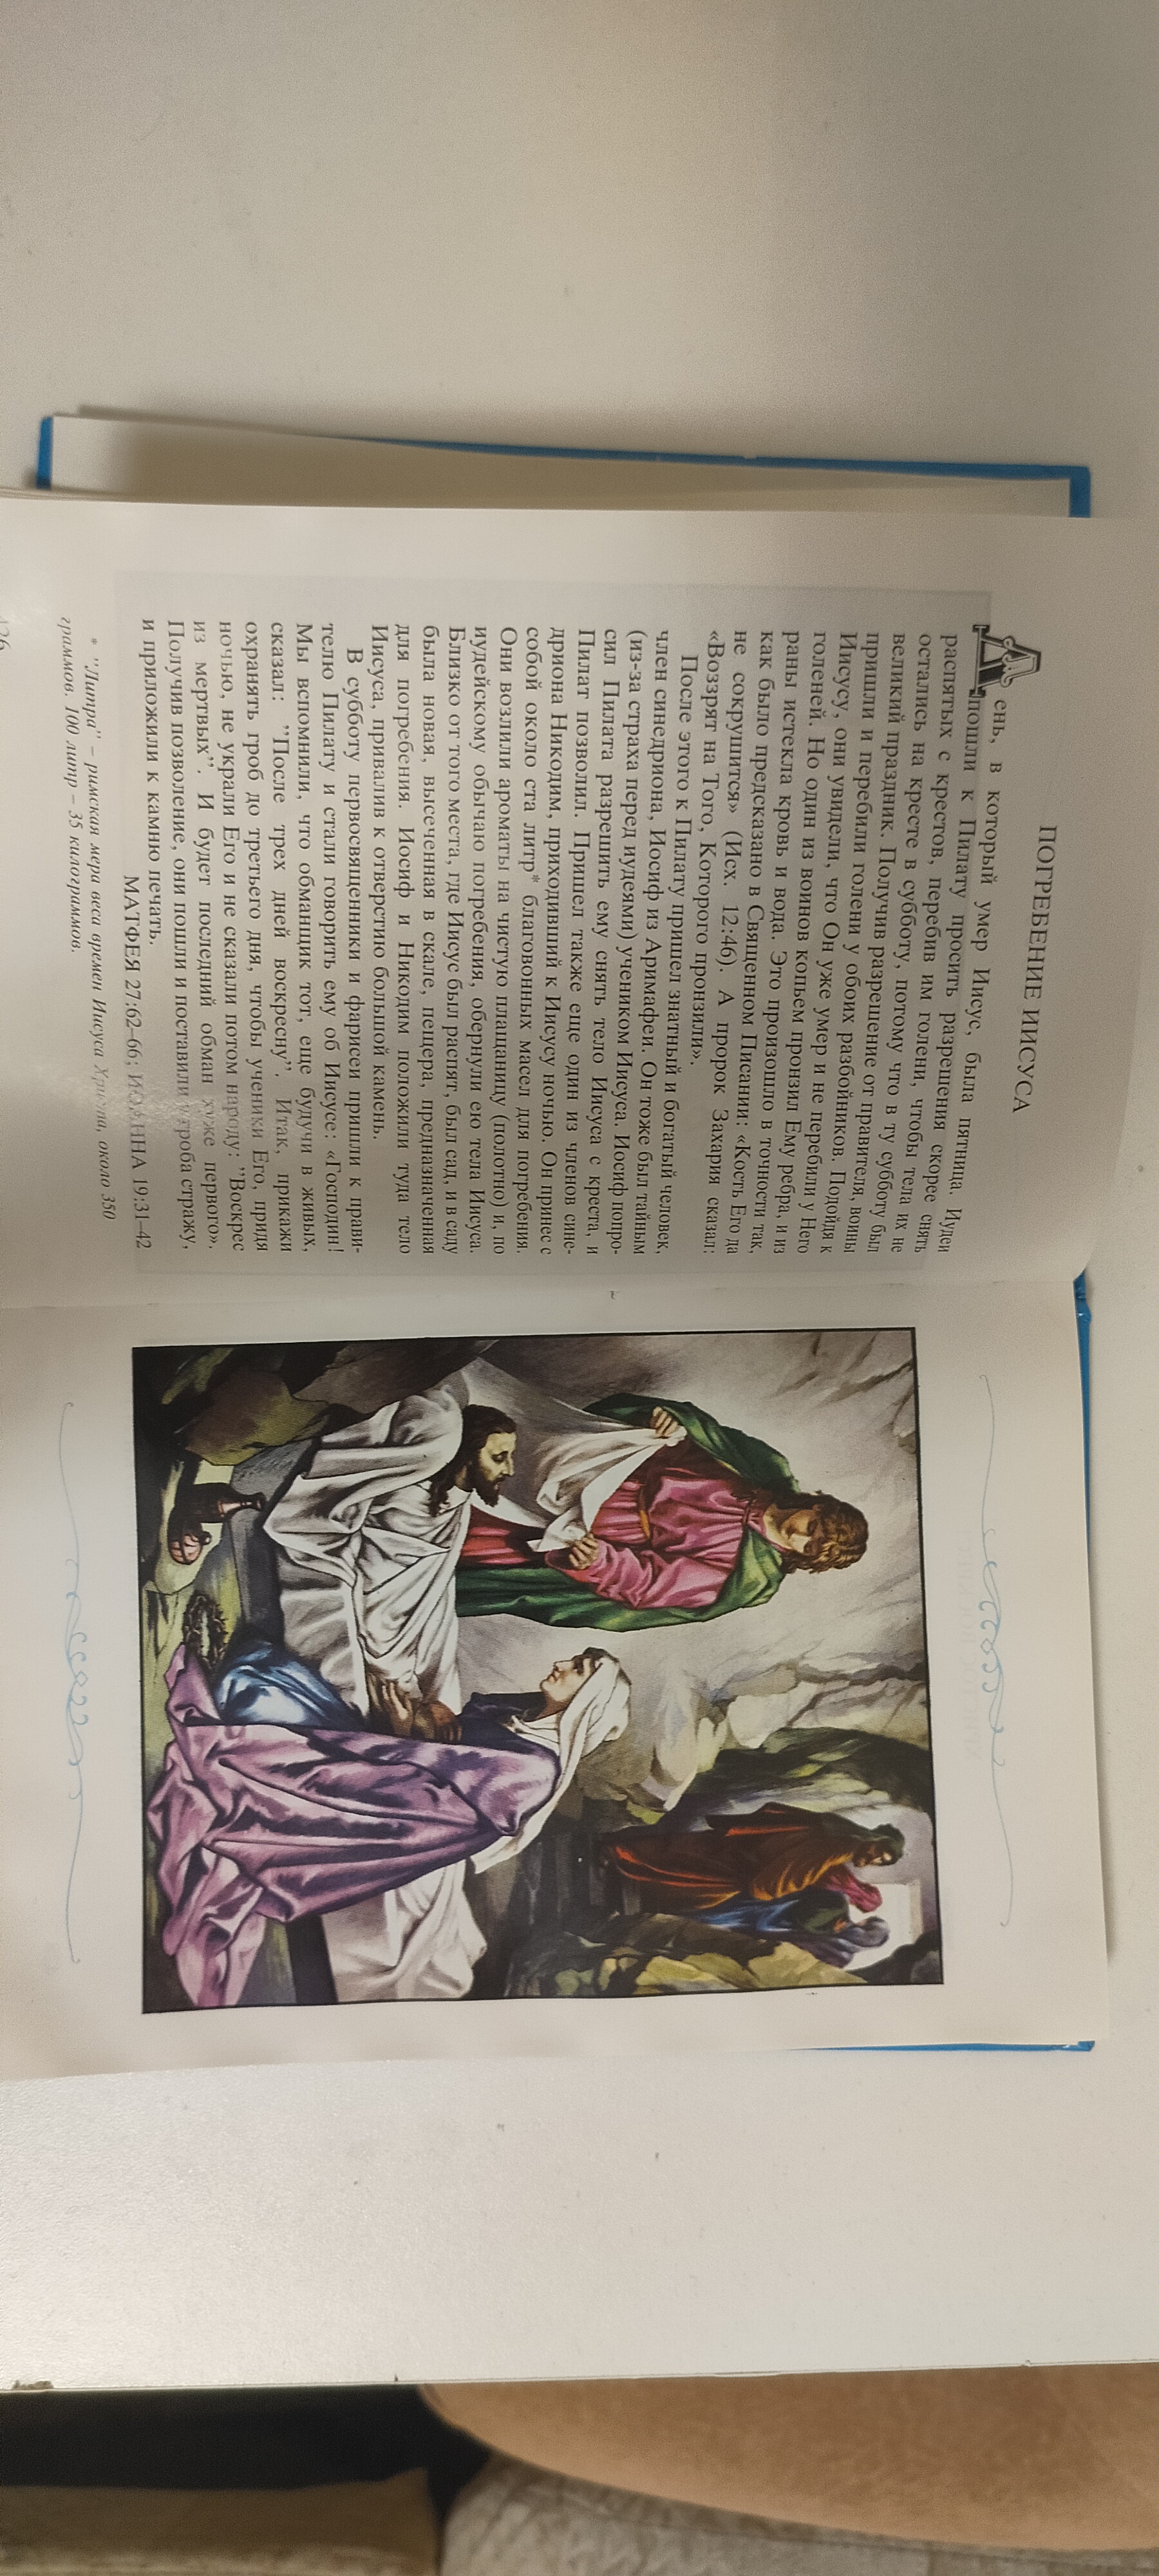 ПОГРЕБЕНИЕ ИИСУСА
День, в который умер Иисус, была пятница. Иудеи
пошли к Пилату просить разрешения скорее снять
распятых с крестов, перебив им голени, чтобы тела их не
остались на кресте в субботу, потому что в ту субботу был
великий праздник. Получив разрешение от правителя, воины
пришли и перебили голени у обоих разбойников. Подойдя к
Иисусу, они увидели, что Он уже умер и не перебили у Него
голеней. Но один из воинов копьем пронзил Ему ребра, и из
раны истекла кровь и вода. Это произошло в точности так,
как было предсказано в Священном Писании: «Кость Его да
не сокрушится» (Исх. 12:46). А пророк Захария сказал:
«Воззрят на Того, Которого пронзили».
После этого к Пилату пришел знатный и богатый человек,
член синедриона, Иосиф из Аримафеи. Он тоже был тайным
(из-за страха перед иудеями) учеником Иисуса. Иосиф попро-
сил Пилата разрешить ему снять тело Иисуса с креста, и
Пилат позволил. Пришел также еще один из членов сине-
дриона Никодим, приходивший к Иисусу ночью. Он принес с
собой около ста литр* благовонных масел для погребения.
Они возлили ароматы на чистую плащаницу (полотно) и, по
иудейскому обычаю погребения, обернули ею тела Иисуса.
Близко от того места, где Иисус был распят, был сад, и в саду
была новая, высеченная в скале, пещера, предназначенная
для погребения. Иосиф и Никодим положили туда тело
Иисуса, привалив к отверстию большой камень.
В субботу первосвященники и фарисеи пришли к прави-
телю Пилату и стали говорить ему об Иисусе: «Господин!
Мы вспомнили, что обманщик тот, еще будучи в живых,
сказал: ”После трех дней воскресну”. Итак, прикажи
охранять гроб до третьего дня, чтобы ученики Его, придя
ночью, не украли Его и не сказали потом народу: ”Воскрес
из мертвых”. И будет последний обман хуже первого».
Получив позволение, они пошли и поставили у гроба стражу,
и приложили к камню печать.
МАТФЕЯ 27:62–66; ИОАННА 19:31–42
* "Литра" – римская мера веса времен Иисуса Христа, около 350
граммов. 100 литр – 35 килограммов.
426